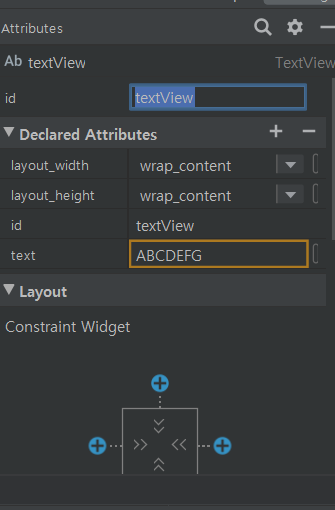 Attributes
Ab textView TextView
id textView
Declared Attributes
layout_width wrap_content
layout_height wrap_content
id textView
text ABCDEFG
Layout
Constraint Widget